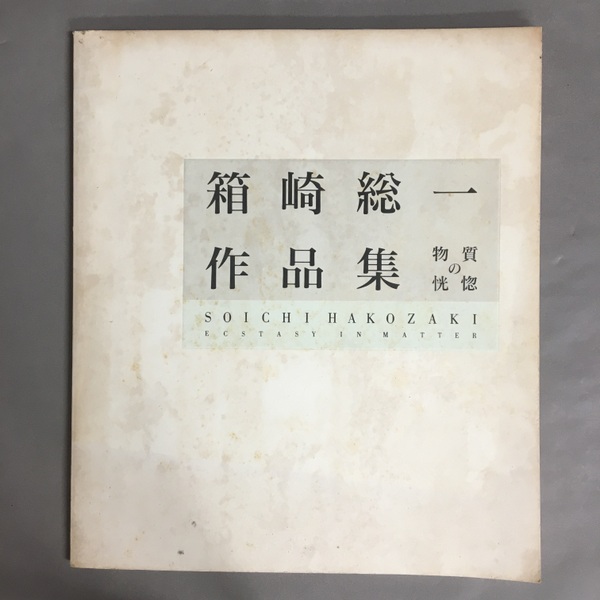 箱崎総一
作品集 物質の恍惚
SOICHI HAKOZAKI
ECSTASY IN MATTER